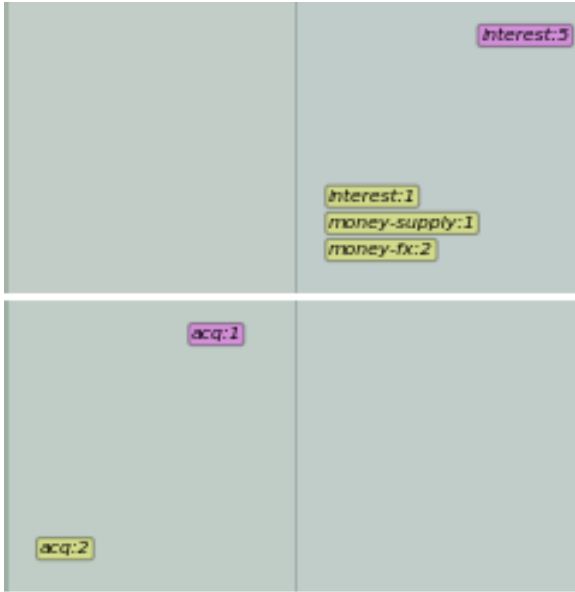 interest:5
interest:1
money-supply:1
money-fx:2
acq:1
acq:2